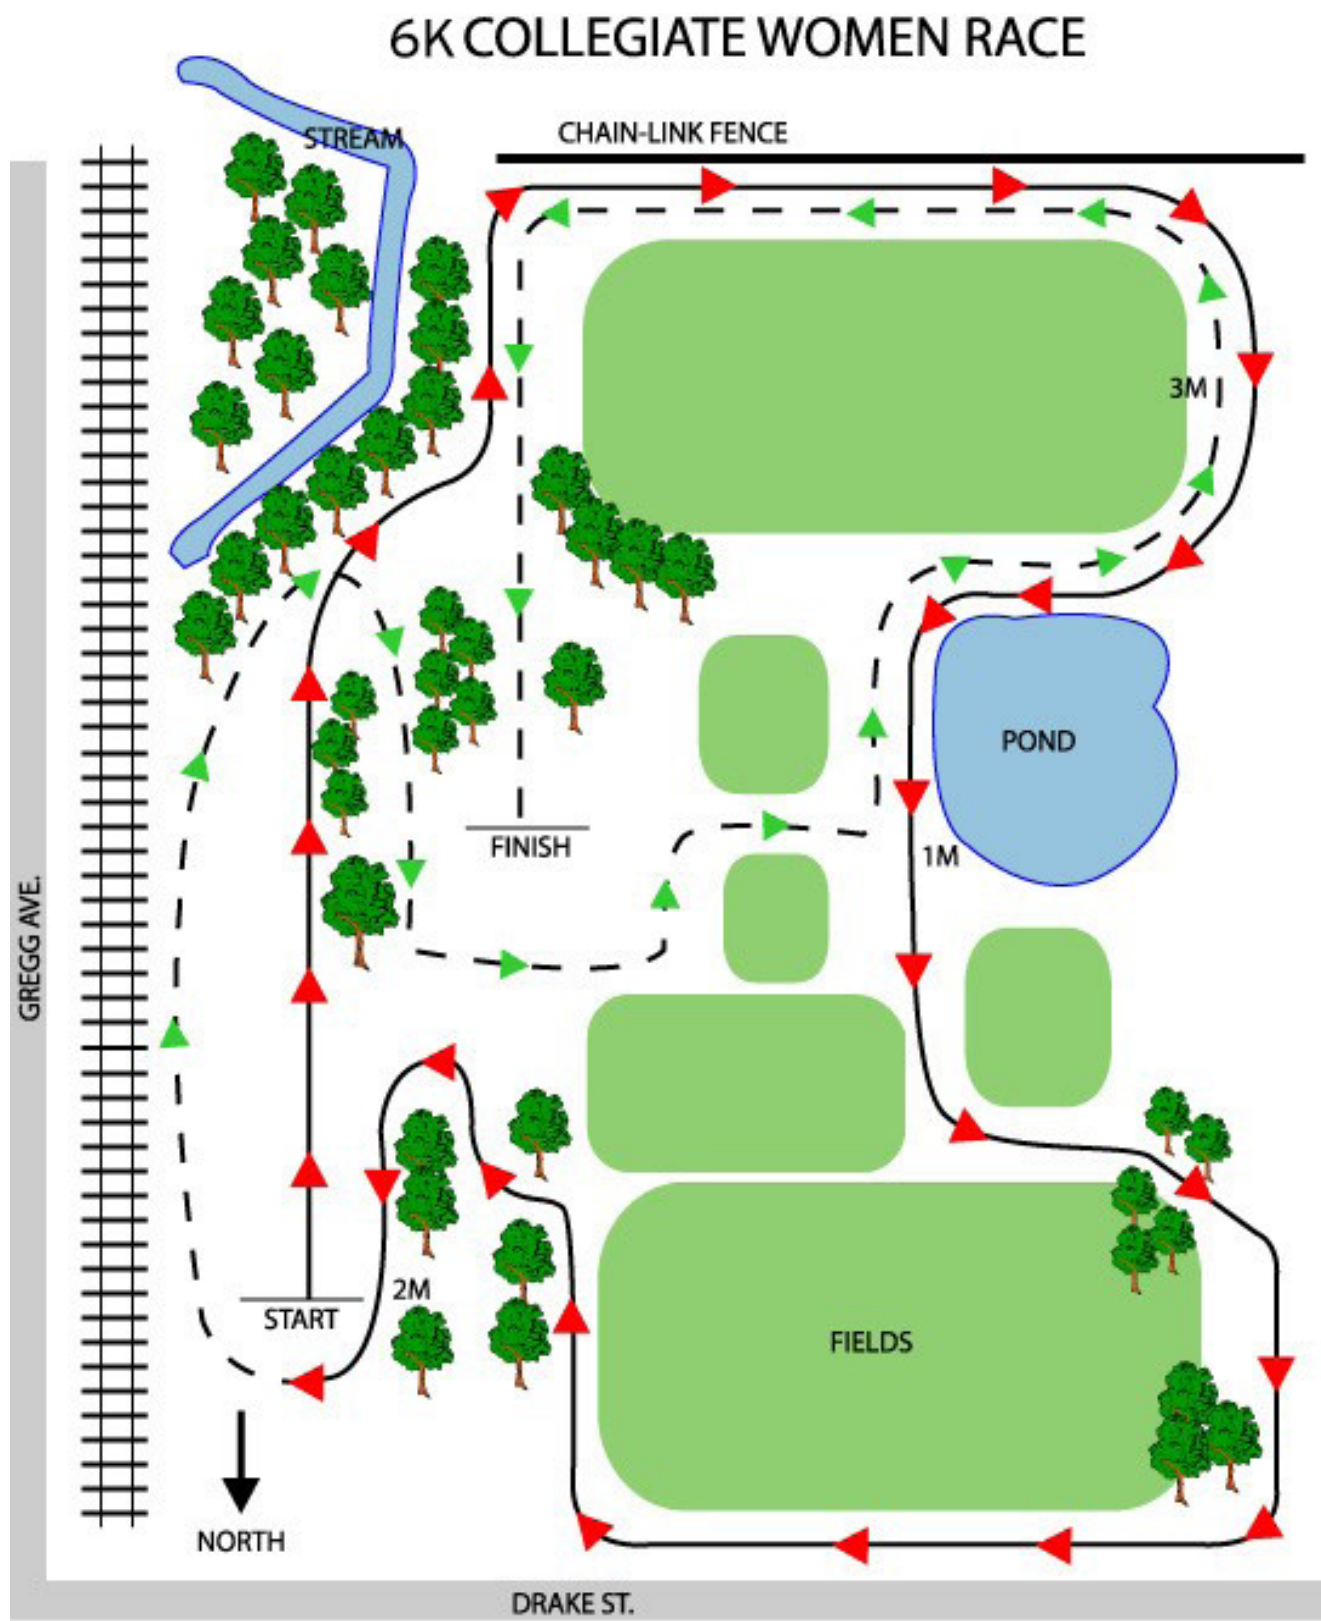 6K COLLEGIATE WOMEN RACE
STREAM
CHAIN-LINK FENCE
3M
POND
FINISH
1M
GREGG AVE.
2M
START
FIELDS
NORTH
DRAKE ST.